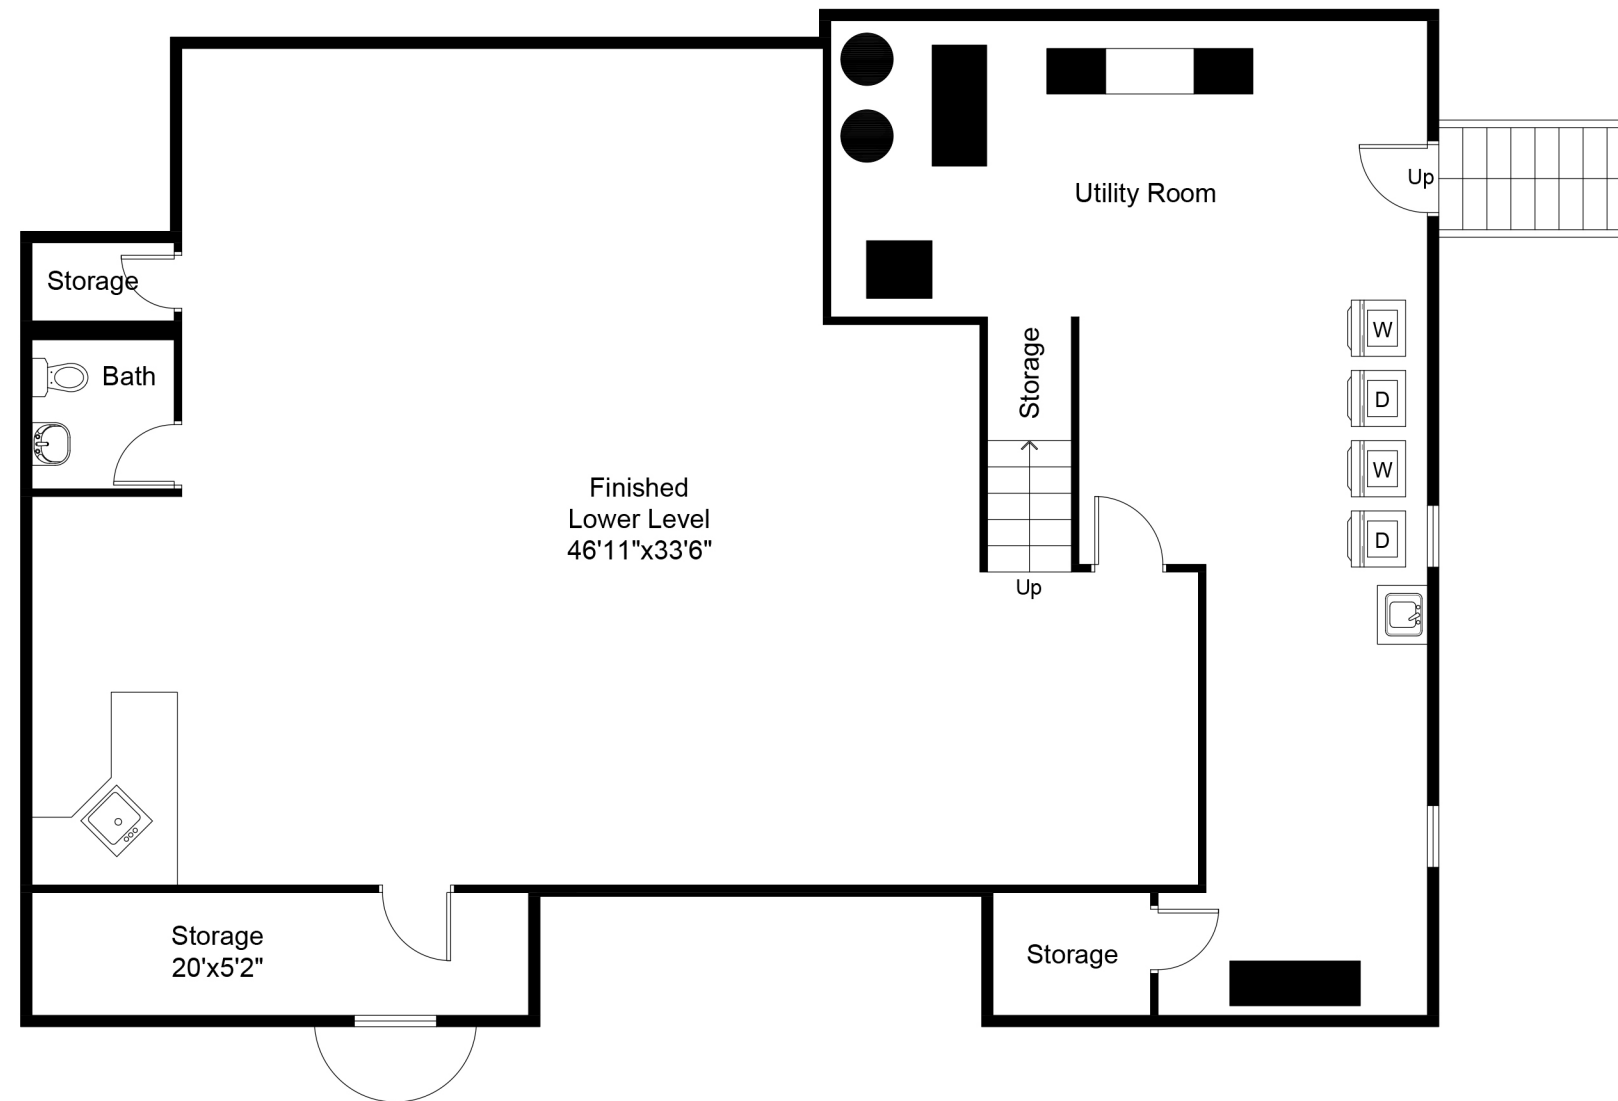 Utility Room
Up
Storage
Storage
W
Bath
D
W
Finished
Lower Level
46'11"x33'6"
D
Up
Storage
20'x5'2"
Storage